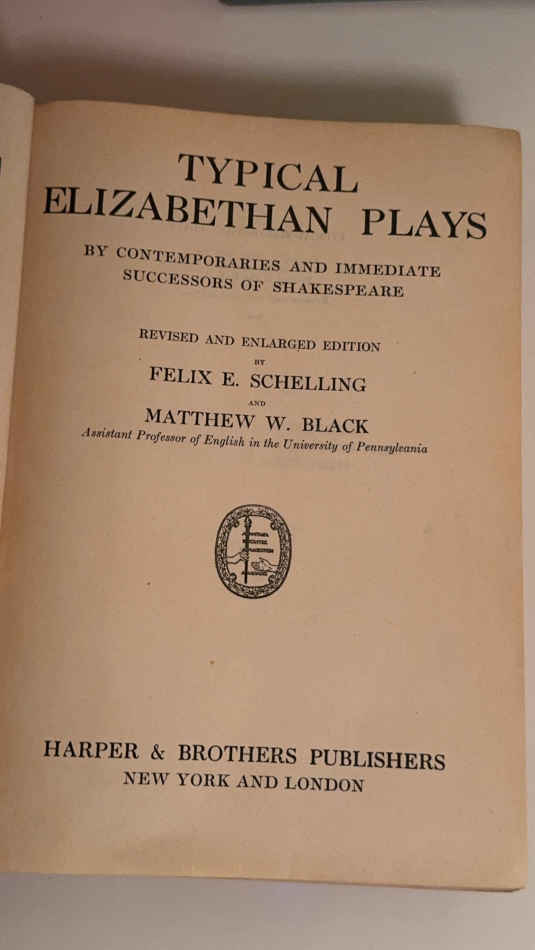 TYPICAL
ELIZABETHAN PLAYS
BY CONTEMPORARIES AND IMMEDIATE
SUCCESSORS OF SHAKESPEARE
REVISED AND ENLARGED EDITION
BY
FELIX E. SCHELLING
AND
MATTHEW W. BLACK
Assistant Professor of English in the University of Pennsylvania
HARPER & BROTHERS PUBLISHERS
NEW YORK AND LONDON